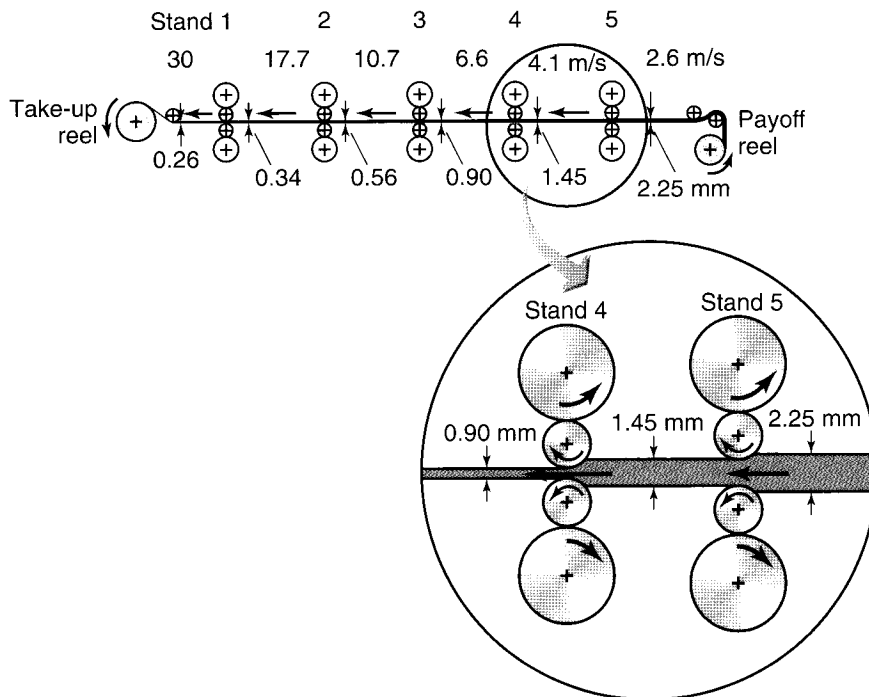 Stand 1 2 3 4 5
30 17.7 10.7 6.6 4.1 m/s 2.6 m/s
Take-up
reel
Payoff
reel
0.26 0.34 0.56 0.90 1.45 2.25 mm
Stand 4 Stand 5
0.90 mm 1.45 mm 2.25 mm